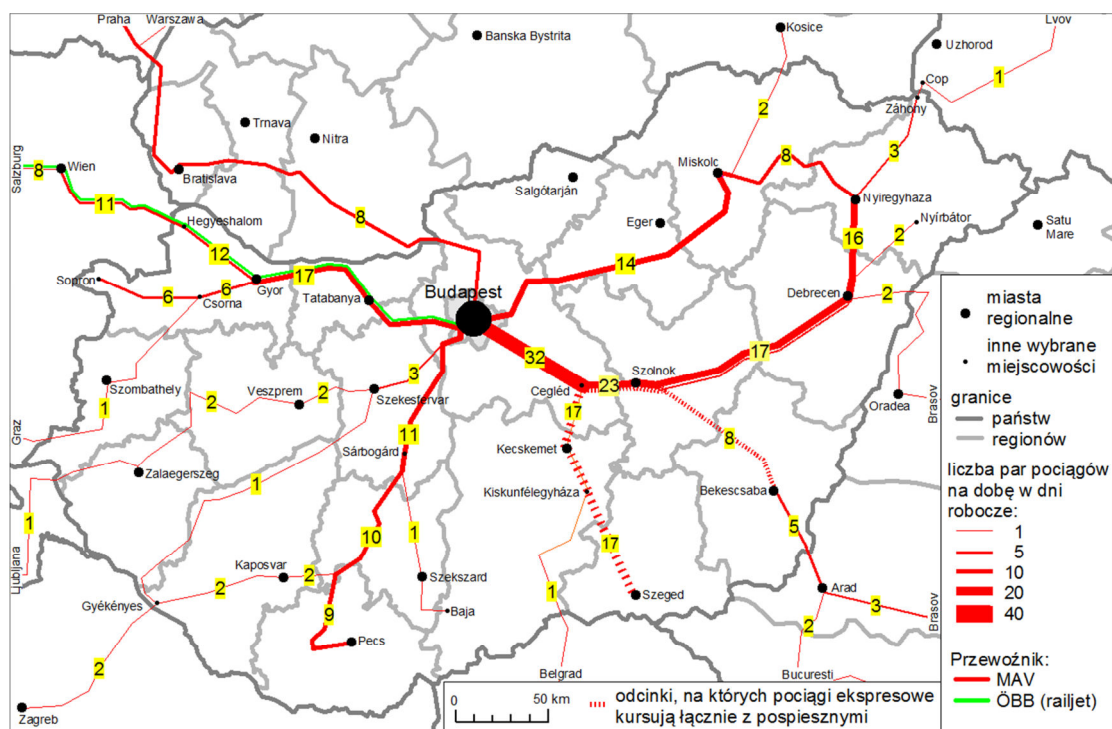 Praha Warszawa
Banska Bystrita
Kosice
Lvov
Uzhorod
Cop
1
Záhony
2
Trnava
Nitra
Salzburg
8
Wien
Bratislava
Salgótarján
Miskolc
8
3
Nyiregyhaza
11
Hegyeshalom
8
Eger
Nyírbátor
Satu
Mare
16
2
12
14
Sopron
17
Gyor
6
6
Csorna
Tatabanya
Budapest
Debrecen
2
32
17
Szolnok
Cegléd
23
Szombathely
Veszprem
2
2
3
Szekesfervar
17
Oradea
Brasov
Graz
1
11
Kecskemet
8
Sárbogárd
Zalaegerszeg
1
Kiskunfélegyháza
Bekescsaba
1
10
1
17
5
Ljubljana
Kaposvar
2
2
Szekszard
Gyékényes
Baja
Szeged
Arad
9
1
3
2
Brasov
Pecs
2
Belgrad
Bucuresti
Zagreb
miasta
regionalne
inne wybrane
miejscowości
granice
państw
regionów
liczba par pociągów
na dobę w dni
robocze:
1
5
10
20
40
Przewoźnik:
MAV
ÖBB (railjet)
0 50 km
odcinki, na których pociągi ekspresowe
kursują łącznie z pospiesznymi